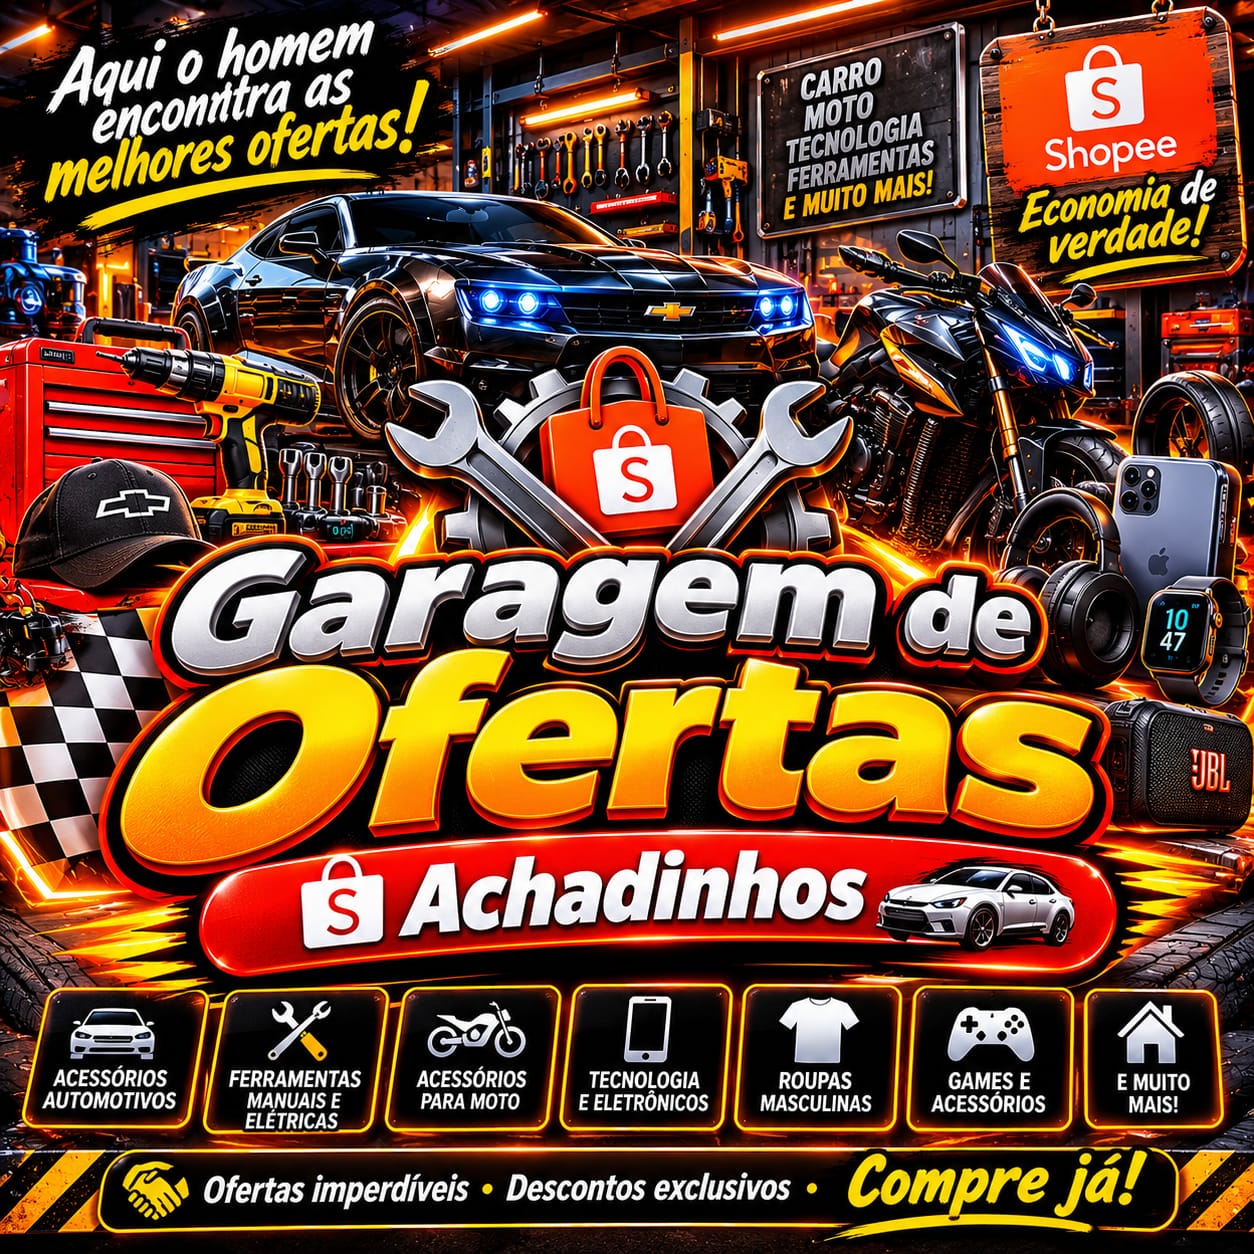 Aqui o homem
encontra as
melhores ofertas!
CARRO
MOTO
TECNOLOGIA
FERRAMENTAS
E MUITO MAIS!
S
Shopee
Economia de
verdade!
S
10
47
JBL
Garagem de
Ofertas
S Achadinhos
ACESSÓRIOS
AUTOMOTIVOS
FERRAMENTAS
MANUAIS E
ELÉTRICAS
ACESSÓRIOS
PARA MOTO
TECNOLOGIA
E ELETRÔNICOS
ROUPAS
MASCULINAS
GAMES E
ACESSÓRIOS
E MUITO
MAIS!
Ofertas imperdíveis • Descontos exclusivos • Compre já!